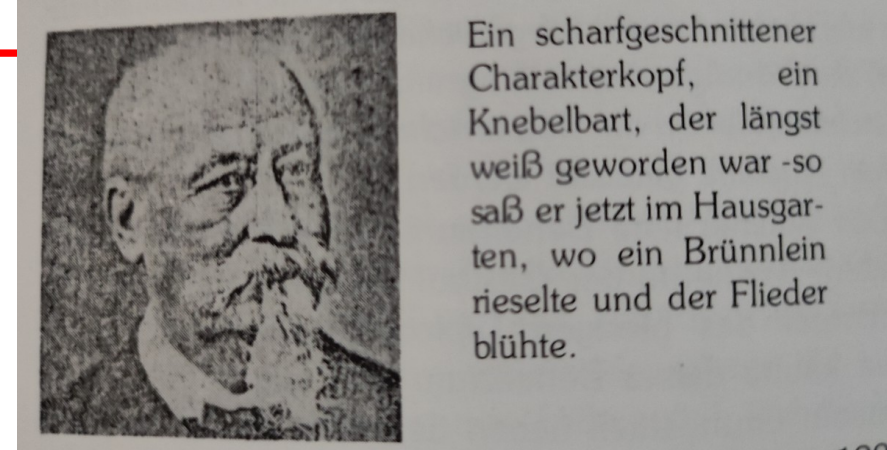 Ein scharfgeschnittener
Charakterkopf, ein
Knebelbart, der längst
weiß geworden war -so
saß er jetzt im Hausgar-
ten, wo ein Brünnlein
rieselte und der Flieder
blühte.